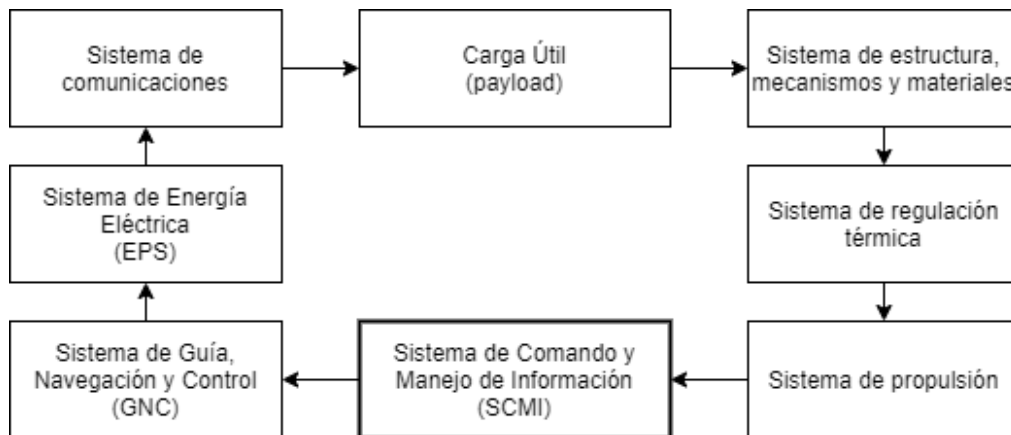 Sistema de
comunicaciones
Carga Útil
(payload)
Sistema de estructura,
mecanismos y materiales
Sistema de Energía
Eléctrica
(EPS)
Sistema de regulación
térmica
Sistema de Guía,
Navegación y Control
(GNC)
Sistema de Comando y
Manejo de Información
(SCMI)
Sistema de propulsión